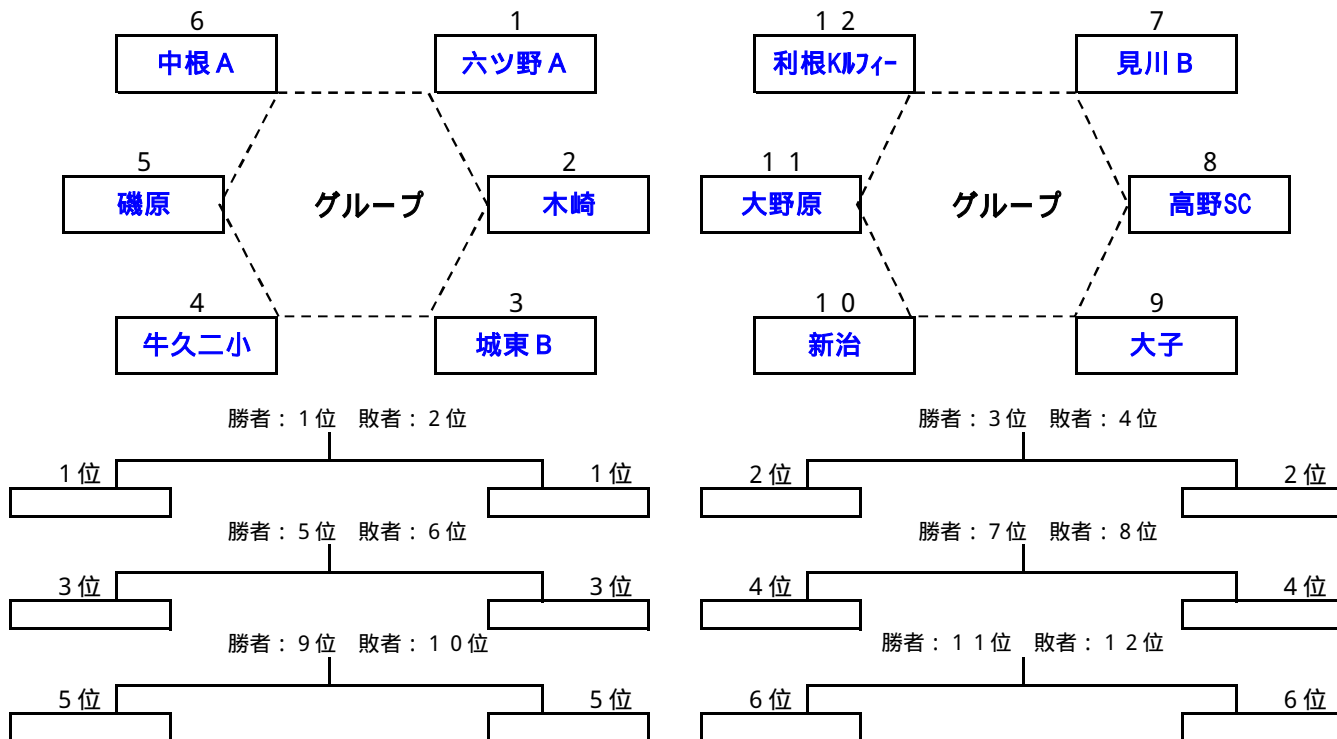 6 1 １２ 7
中根Ａ 六ツ野Ａ 利根Kﾙﾌｨｰ 見川Ｂ
5 2 １１ 8
磯原 グループ 木崎 大野原 グループ 高野SC
4 3 １０ 9
牛久二小 城東Ｂ 新治 大子
勝者：１位　敗者：２位 勝者：３位　敗者：４位
１位 １位 ２位 ２位
勝者：５位　敗者：６位 勝者：７位　敗者：８位
３位 ３位 ４位 ４位
勝者：９位　敗者：１０位 勝者：１１位　敗者：１２位
５位 ５位 ６位 ６位